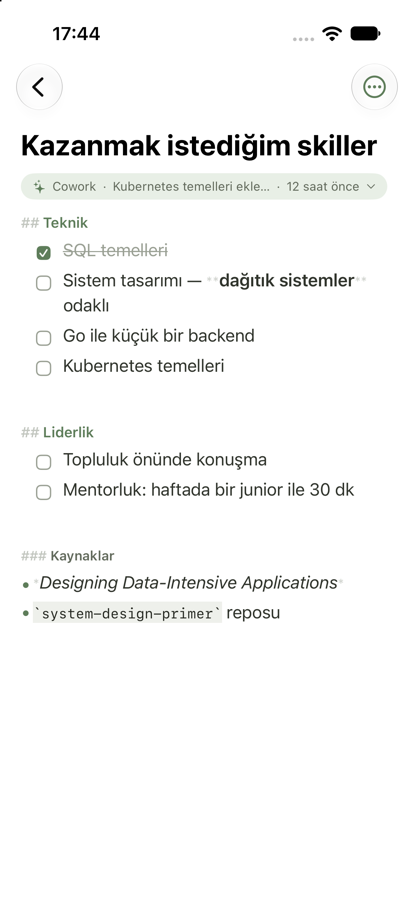 17:44
Kazanmak istediğim skiller
Cowork · Kubernetes temelleri ekle... · 12 saat önce
## Teknik
SQL temelleri
Sistem tasarımı — **dağıtık sistemler**
odaklı
Go ile küçük bir backend
Kubernetes temelleri
## Liderlik
Topluluk önünde konuşma
Mentorluk: haftada bir junior ile 30 dk
### Kaynaklar
*Designing Data-Intensive Applications*
`system-design-primer` reposu